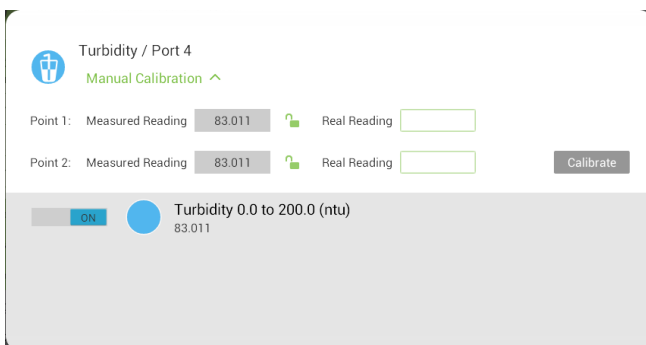 Turbidity / Port 4
Manual Calibration
Point 1: Measured Reading 83.011 Real Reading
Point 2: Measured Reading 83.011 Real Reading Calibrate
ON Turbidity 0.0 to 200.0 (ntu)
83.011